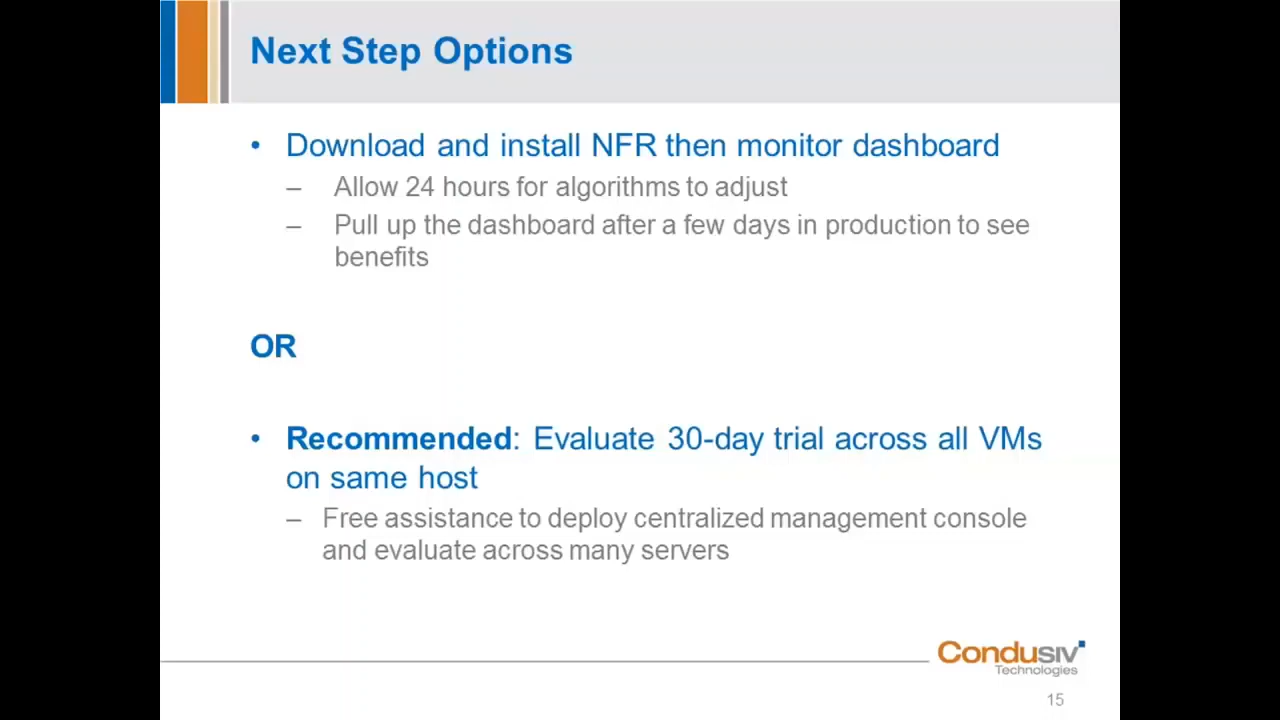 Next Step Options
• Download and install NFR then monitor dashboard
– Allow 24 hours for algorithms to adjust
– Pull up the dashboard after a few days in production to see
benefits
OR
• Recommended: Evaluate 30-day trial across all VMs
on same host
– Free assistance to deploy centralized management console
and evaluate across many servers
Condusiv
Technologies
15